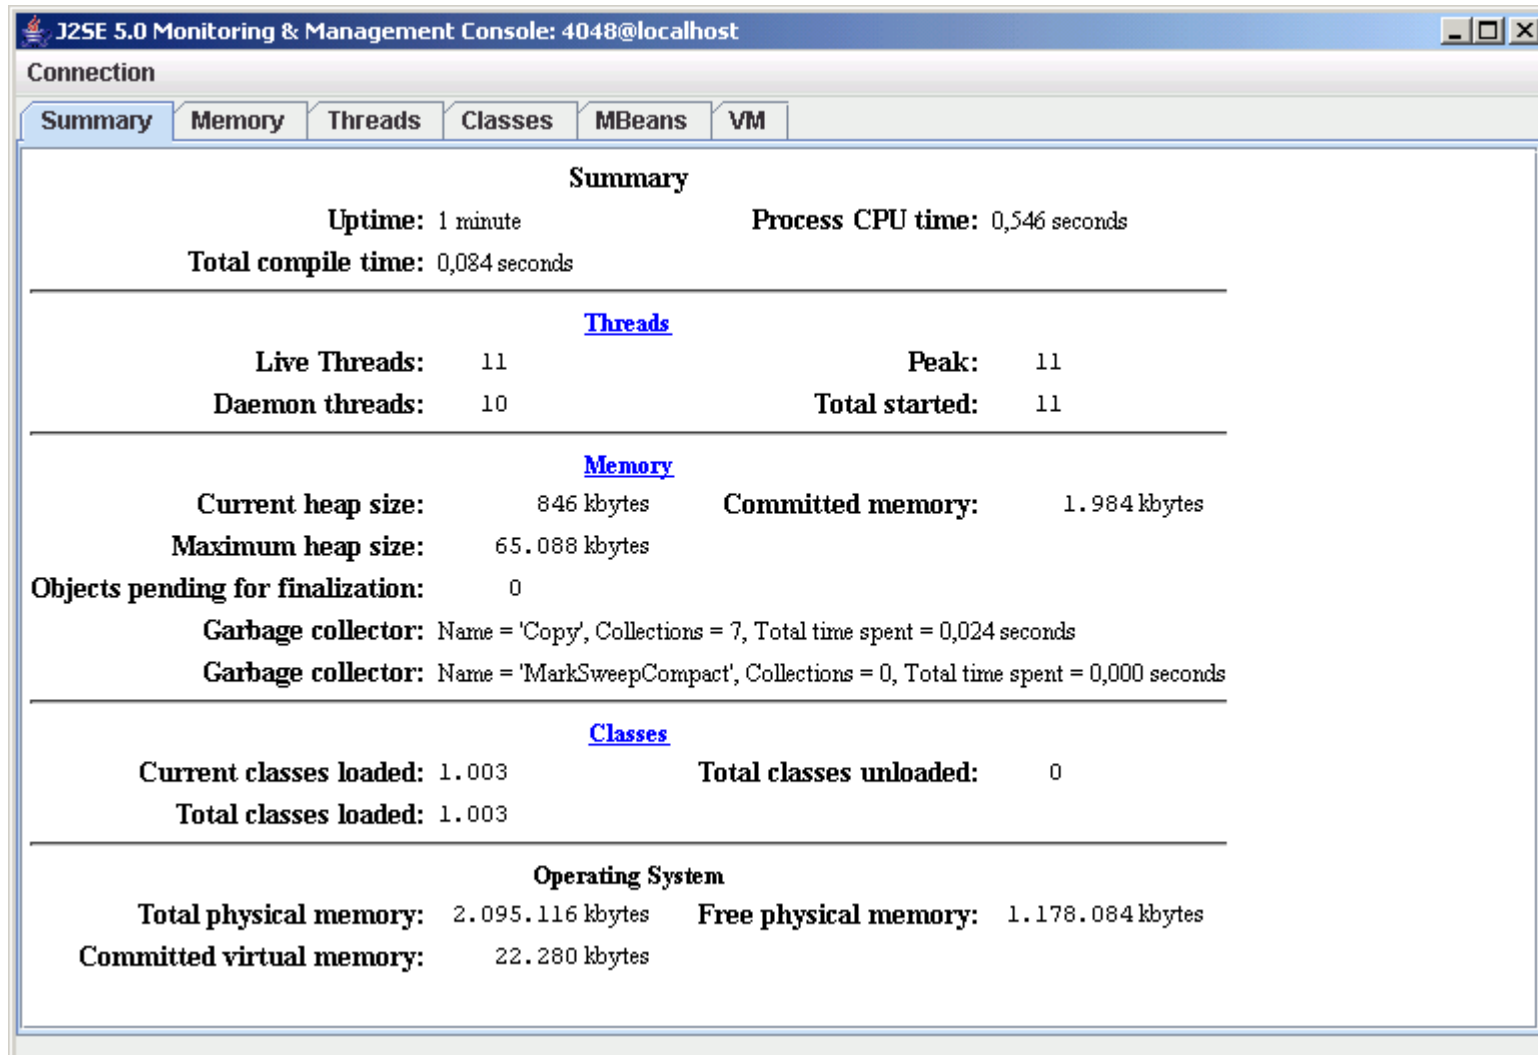 J2SE 5.0 Monitoring & Management Console: 4048@localhost
Connection
Summary Memory Threads Classes MBeans VM
Summary
Uptime: 1 minute Process CPU time: 0,546 seconds
Total compile time: 0,084 seconds
Threads
Live Threads: 11 Peak: 11
Daemon threads: 10 Total started: 11
Memory
Current heap size: 846 kbytes Committed memory: 1.984 kbytes
Maximum heap size: 65.088 kbytes
Objects pending for finalization: 0
Garbage collector: Name = 'Copy', Collections = 7, Total time spent = 0,024 seconds
Garbage collector: Name = 'MarkSweepCompact', Collections = 0, Total time spent = 0,000 seconds
Classes
Current classes loaded: 1.003 Total classes unloaded: 0
Total classes loaded: 1.003
Operating System
Total physical memory: 2.095.116 kbytes Free physical memory: 1.178.084 kbytes
Committed virtual memory: 22.280 kbytes